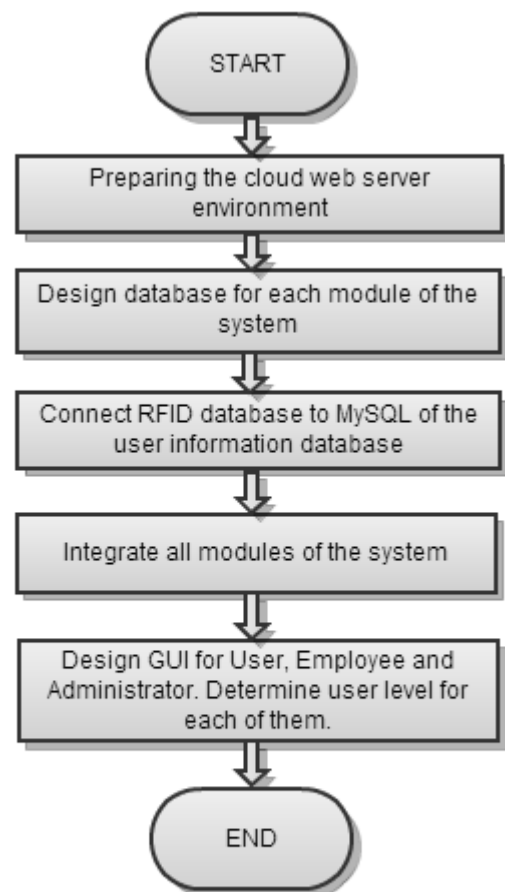 START
Preparing the cloud web server
environment
Design database for each module of the
system
Connect RFID database to MySQL of the
user information database
Integrate all modules of the system
Design GUI for User, Employee and
Administrator. Determine user level for
each of them.
END